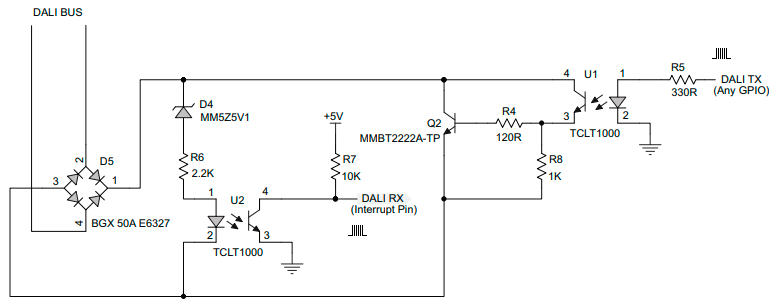 DALI BUS
U1
R5
DALI TX
(Any GPIO)
4
1
330R
D4
MM5Z5V1
+5V
Q2
R4
3
2
MMBT2222A-TP
120R
TCLT1000
2
D5
R6
2.2K
R7
10K
R8
1K
3
1
1
U2
4
DALI RX
(Interrupt Pin)
4
BGX 50A E6327
2
3
TCLT1000